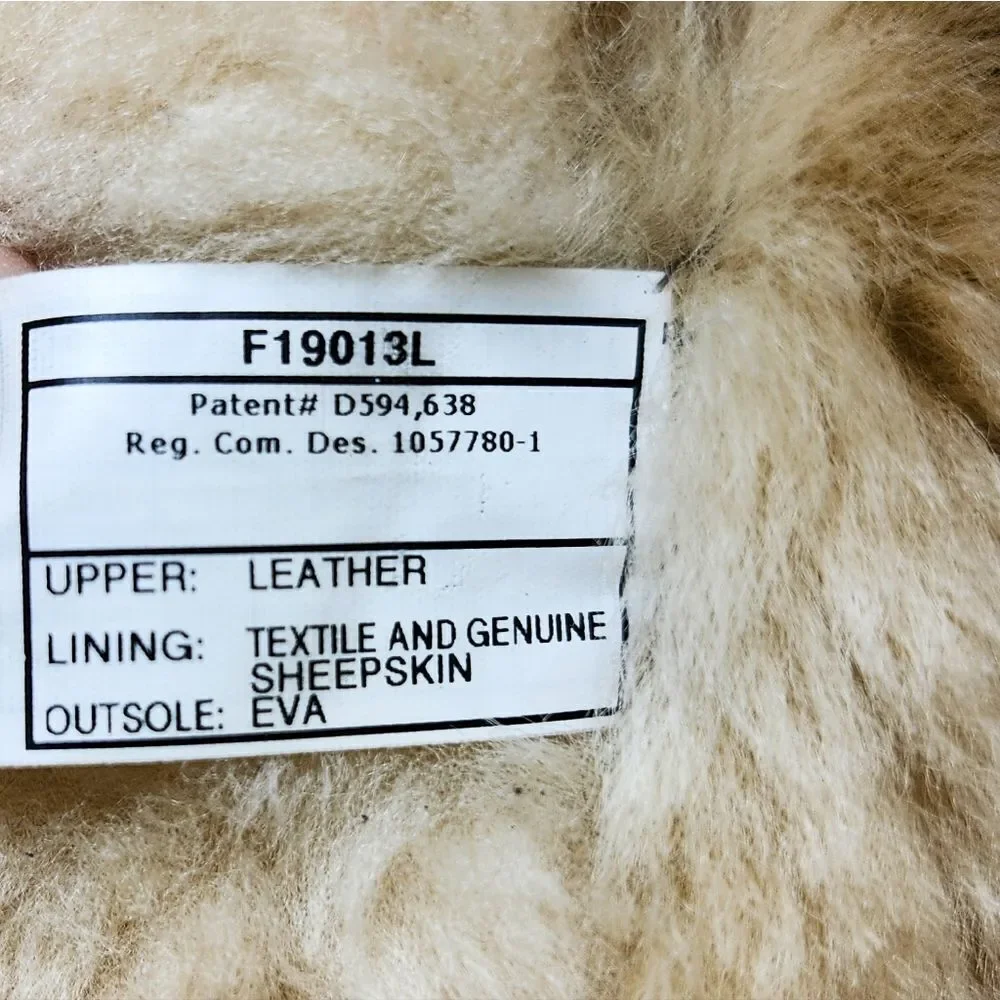 F19013L
Patent# D594,638
Reg. Com. Des. 1057780-1
UPPER: LEATHER
LINING: TEXTILE AND GENUINE
SHEEPSKIN
OUTSOLE: EVA